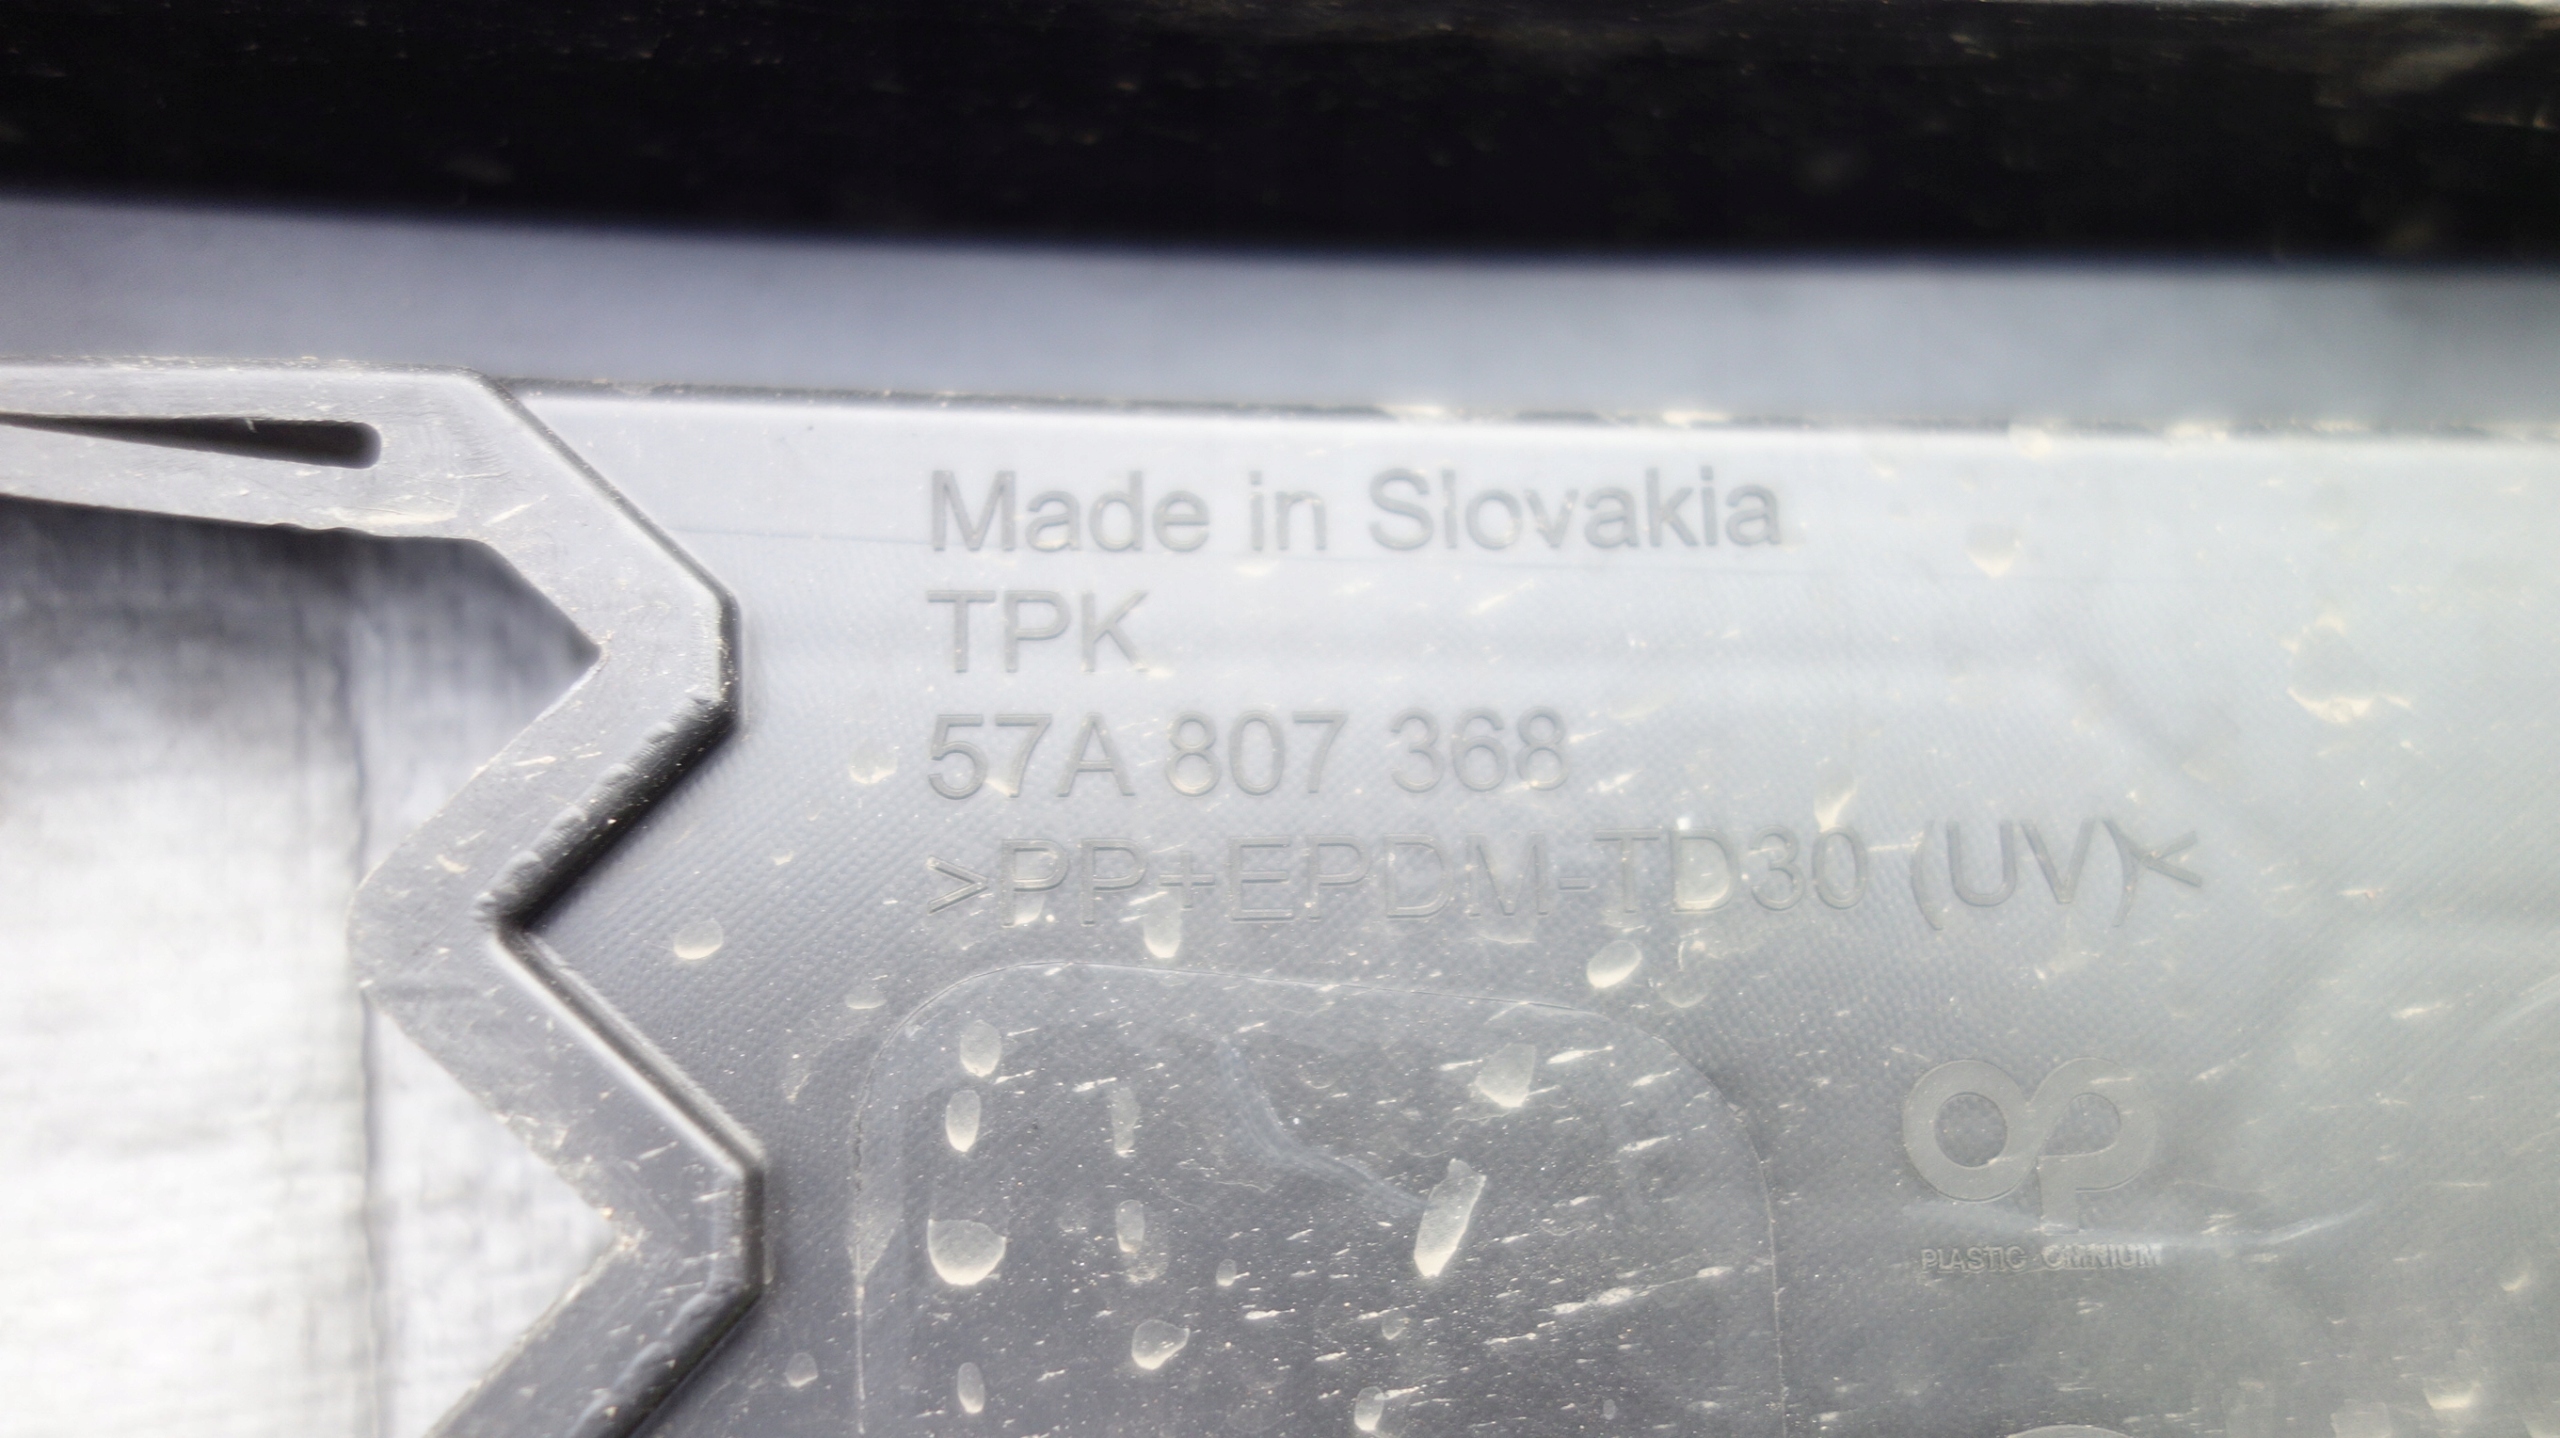 Made in Slovakia
TPK
57A 807 368
>PP+EPDM-TD30 (UV)<
PLASTIC OMNIUM